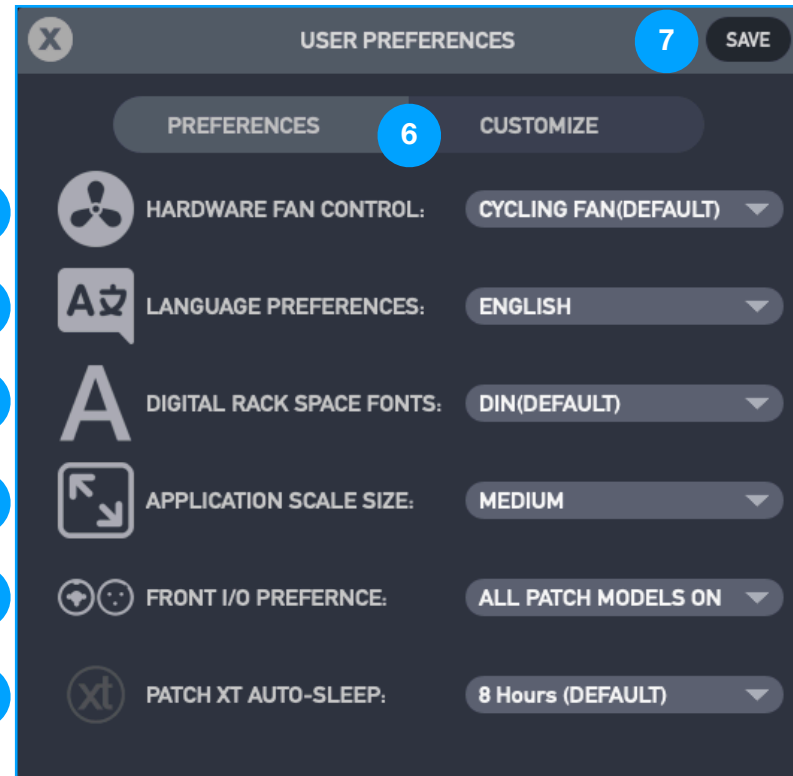 X USER PREFERENCES 7 SAVE
PREFERENCES 6 CUSTOMIZE
HARDWARE FAN CONTROL: CYCLING FAN(DEFAULT)
A LANGUAGE PREFERENCES: ENGLISH
A DIGITAL RACK SPACE FONTS: DIN(DEFAULT)
APPLICATION SCALE SIZE: MEDIUM
FRONT I/O PREFERNCE: ALL PATCH MODELS ON
xt PATCH XT AUTO-SLEEP: 8 Hours (DEFAULT)